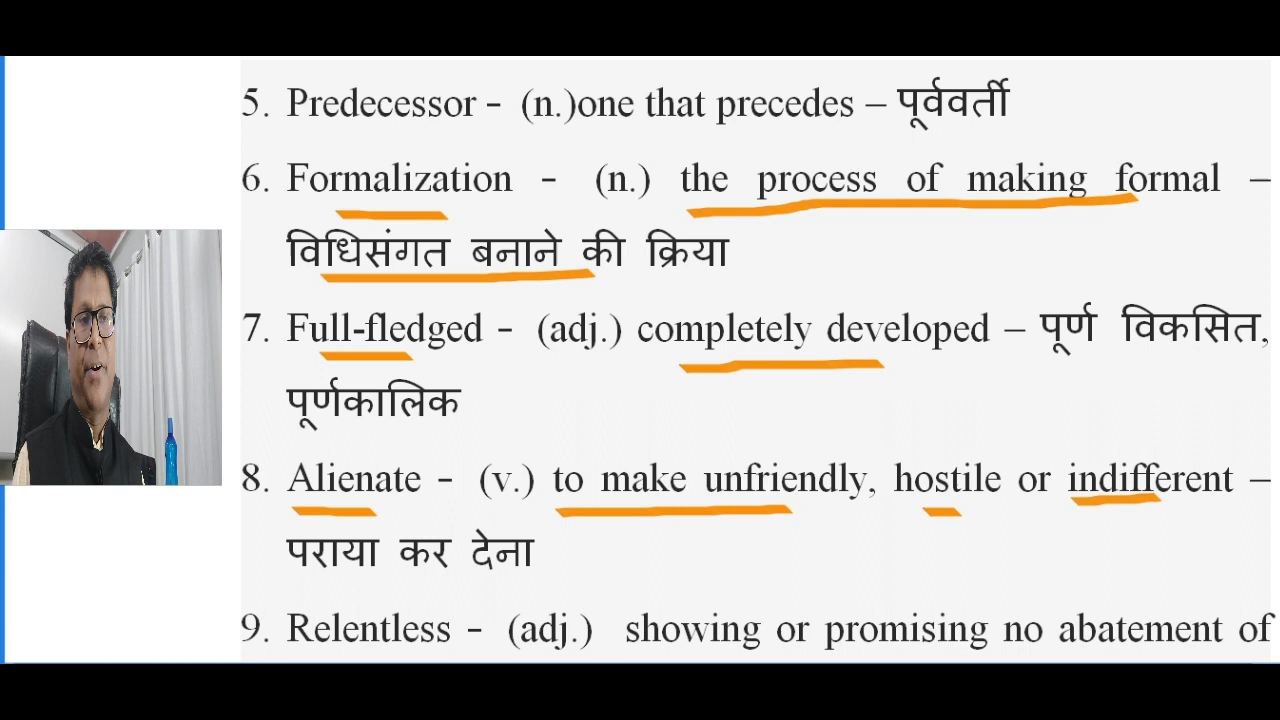 5. Predecessor - (n.)one that precedes – पूर्ववर्ती
6. Formalization - (n.) the process of making formal –
विधिसंगत बनाने की क्रिया
7. Full-fledged - (adj.) completely developed – पूर्ण विकसित,
पूर्णकालिक
8. Alienate - (v.) to make unfriendly, hostile or indifferent –
पराया कर देना
9. Relentless - (adj.) showing or promising no abatement of